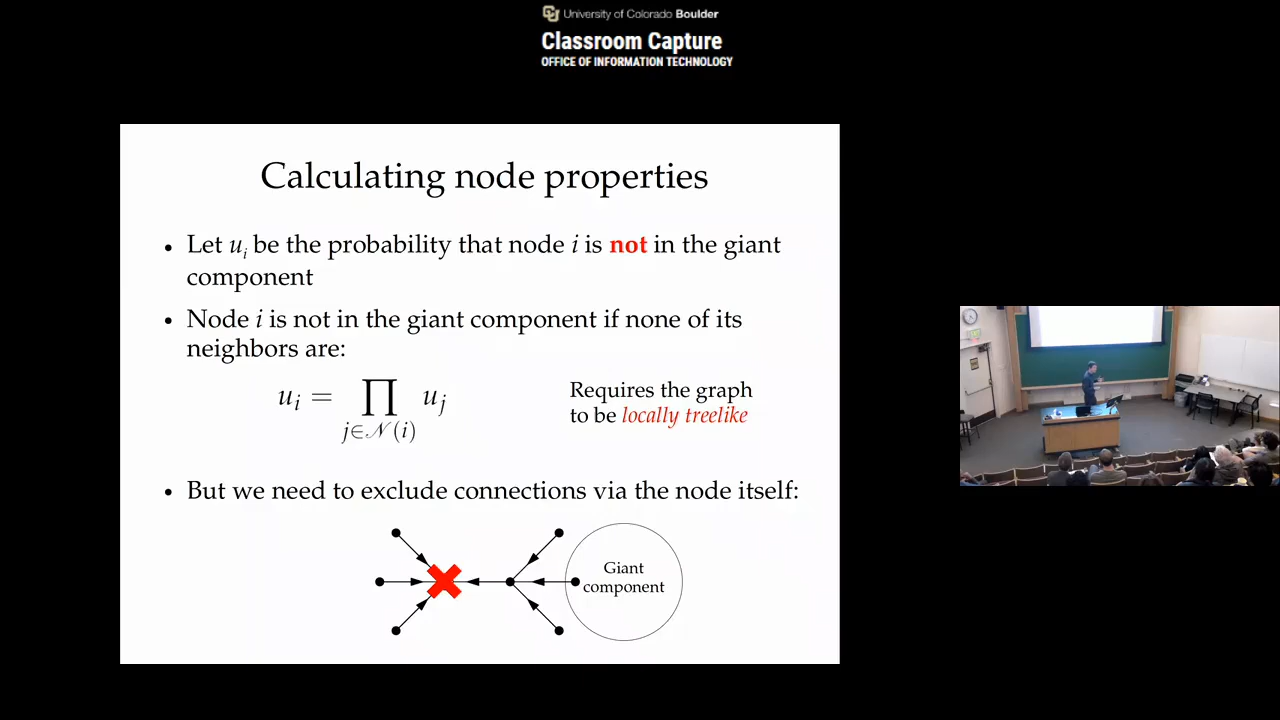 University of Colorado Boulder
Classroom Capture
OFFICE OF INFORMATION TECHNOLOGY
Calculating node properties
• Let u_i be the probability that node i is not in the giant
component
• Node i is not in the giant component if none of its
neighbors are:
u_i = ∏_{j∈𝒩(i)} u_j
Requires the graph
to be locally treelike
• But we need to exclude connections via the node itself:
Giant
component